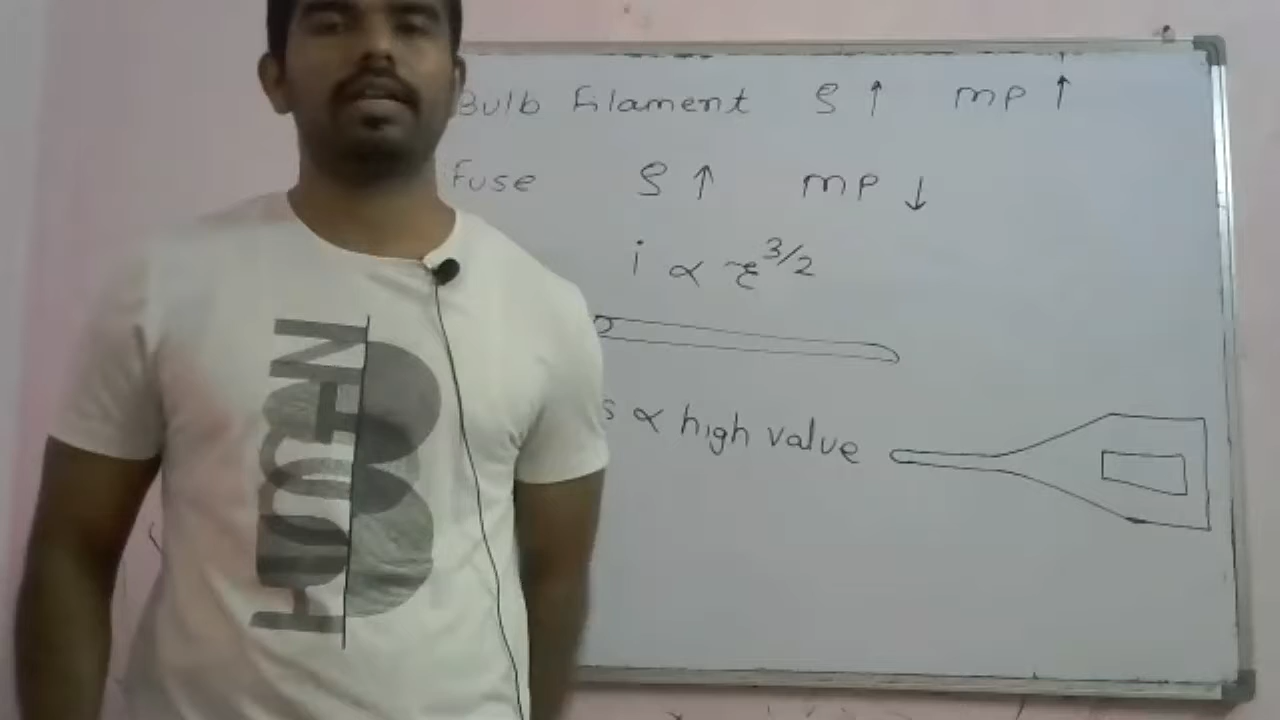 Bulb Filament ρ ↑ mp ↑
Fuse ρ ↑ mp ↓
i ∝ r^3/2
s ∝ high value